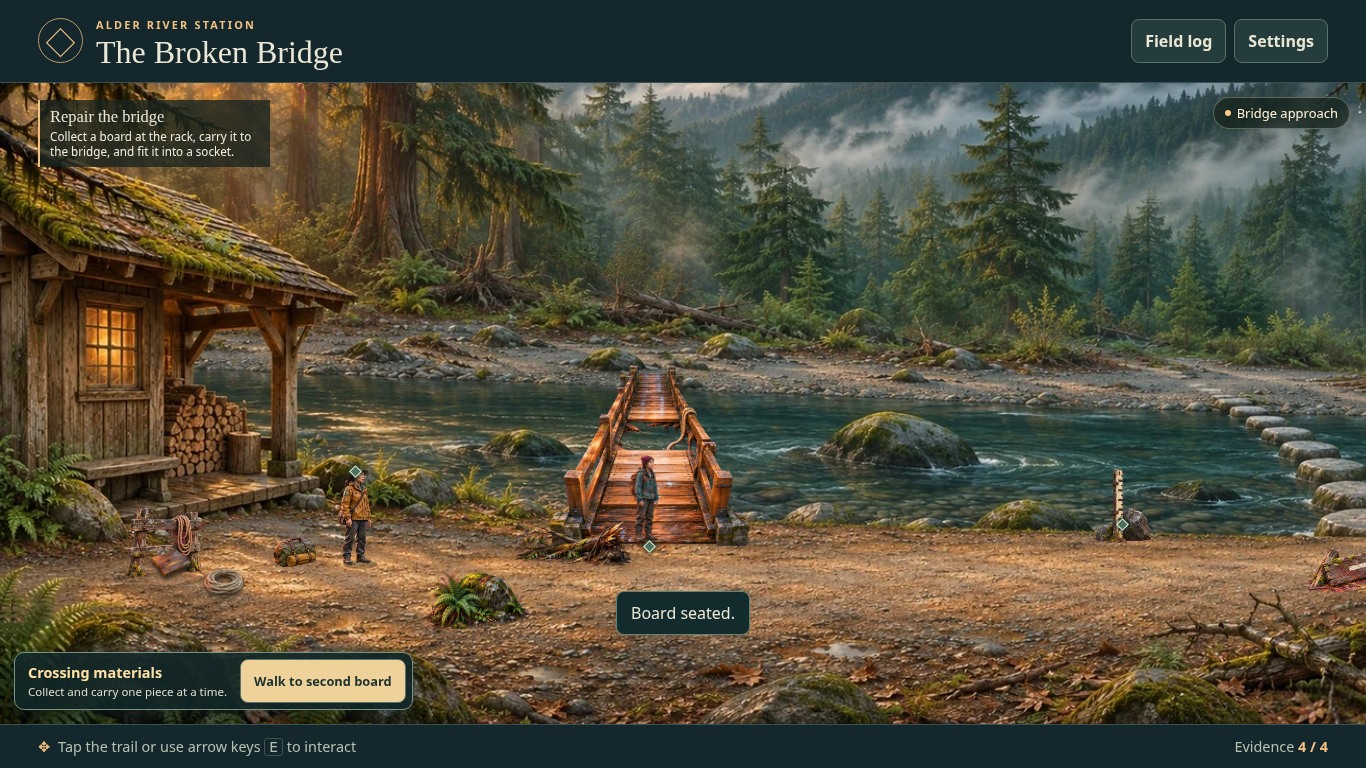 ALDER RIVER STATION
The Broken Bridge
Field log
Settings
Repair the bridge
Collect a board at the rack, carry it to
the bridge, and fit it into a socket.
Bridge approach
Board seated.
Crossing materials
Collect and carry one piece at a time.
Walk to second board
Tap the trail or use arrow keys E to interact
Evidence 4 / 4